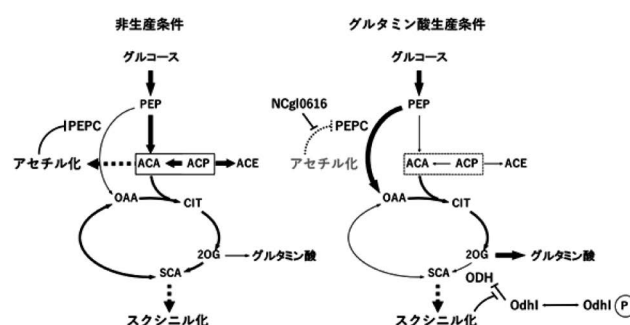 非生産条件
グルコース
PEP
PEPC
アセチル化
ACA
ACP
ACE
OAA
CIT
2OG
グルタミン酸
SCA
スクシニル化
グルタミン酸生産条件
グルコース
NCgl0616
PEP
PEPC
アセチル化
ACA
ACP
ACE
OAA
CIT
2OG
グルタミン酸
SCA
ODH
スクシニル化
OdhI
OdhI
P